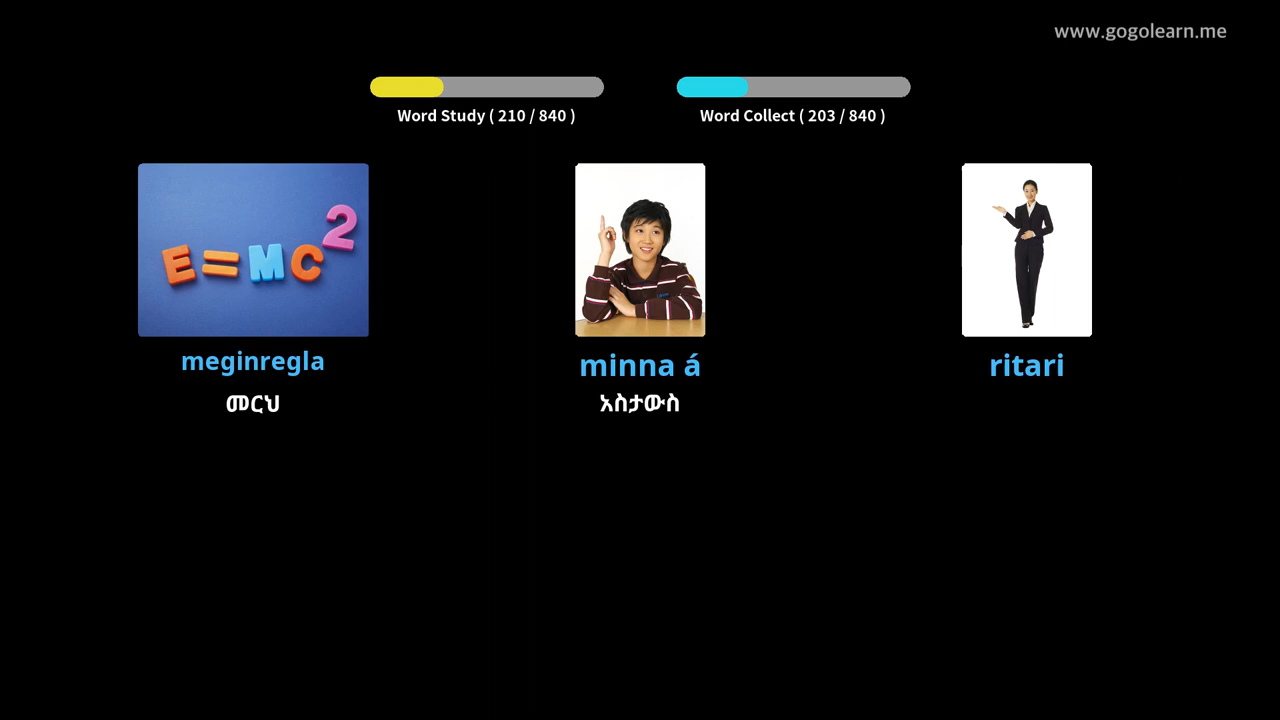 www.gogolearn.me
Word Study ( 210 / 840 )
Word Collect ( 203 / 840 )
E=MC2
meginregla
minna á
ritari
መርህ
አስታውስ